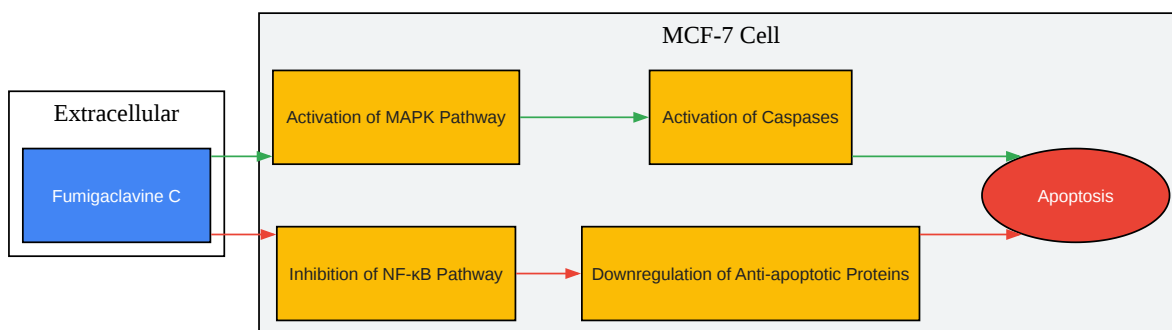 MCF-7 Cell
Extracellular
Activation of MAPK Pathway
Activation of Caspases
Fumigaclavine C
Apoptosis
Inhibition of NF-κB Pathway
Downregulation of Anti-apoptotic Proteins